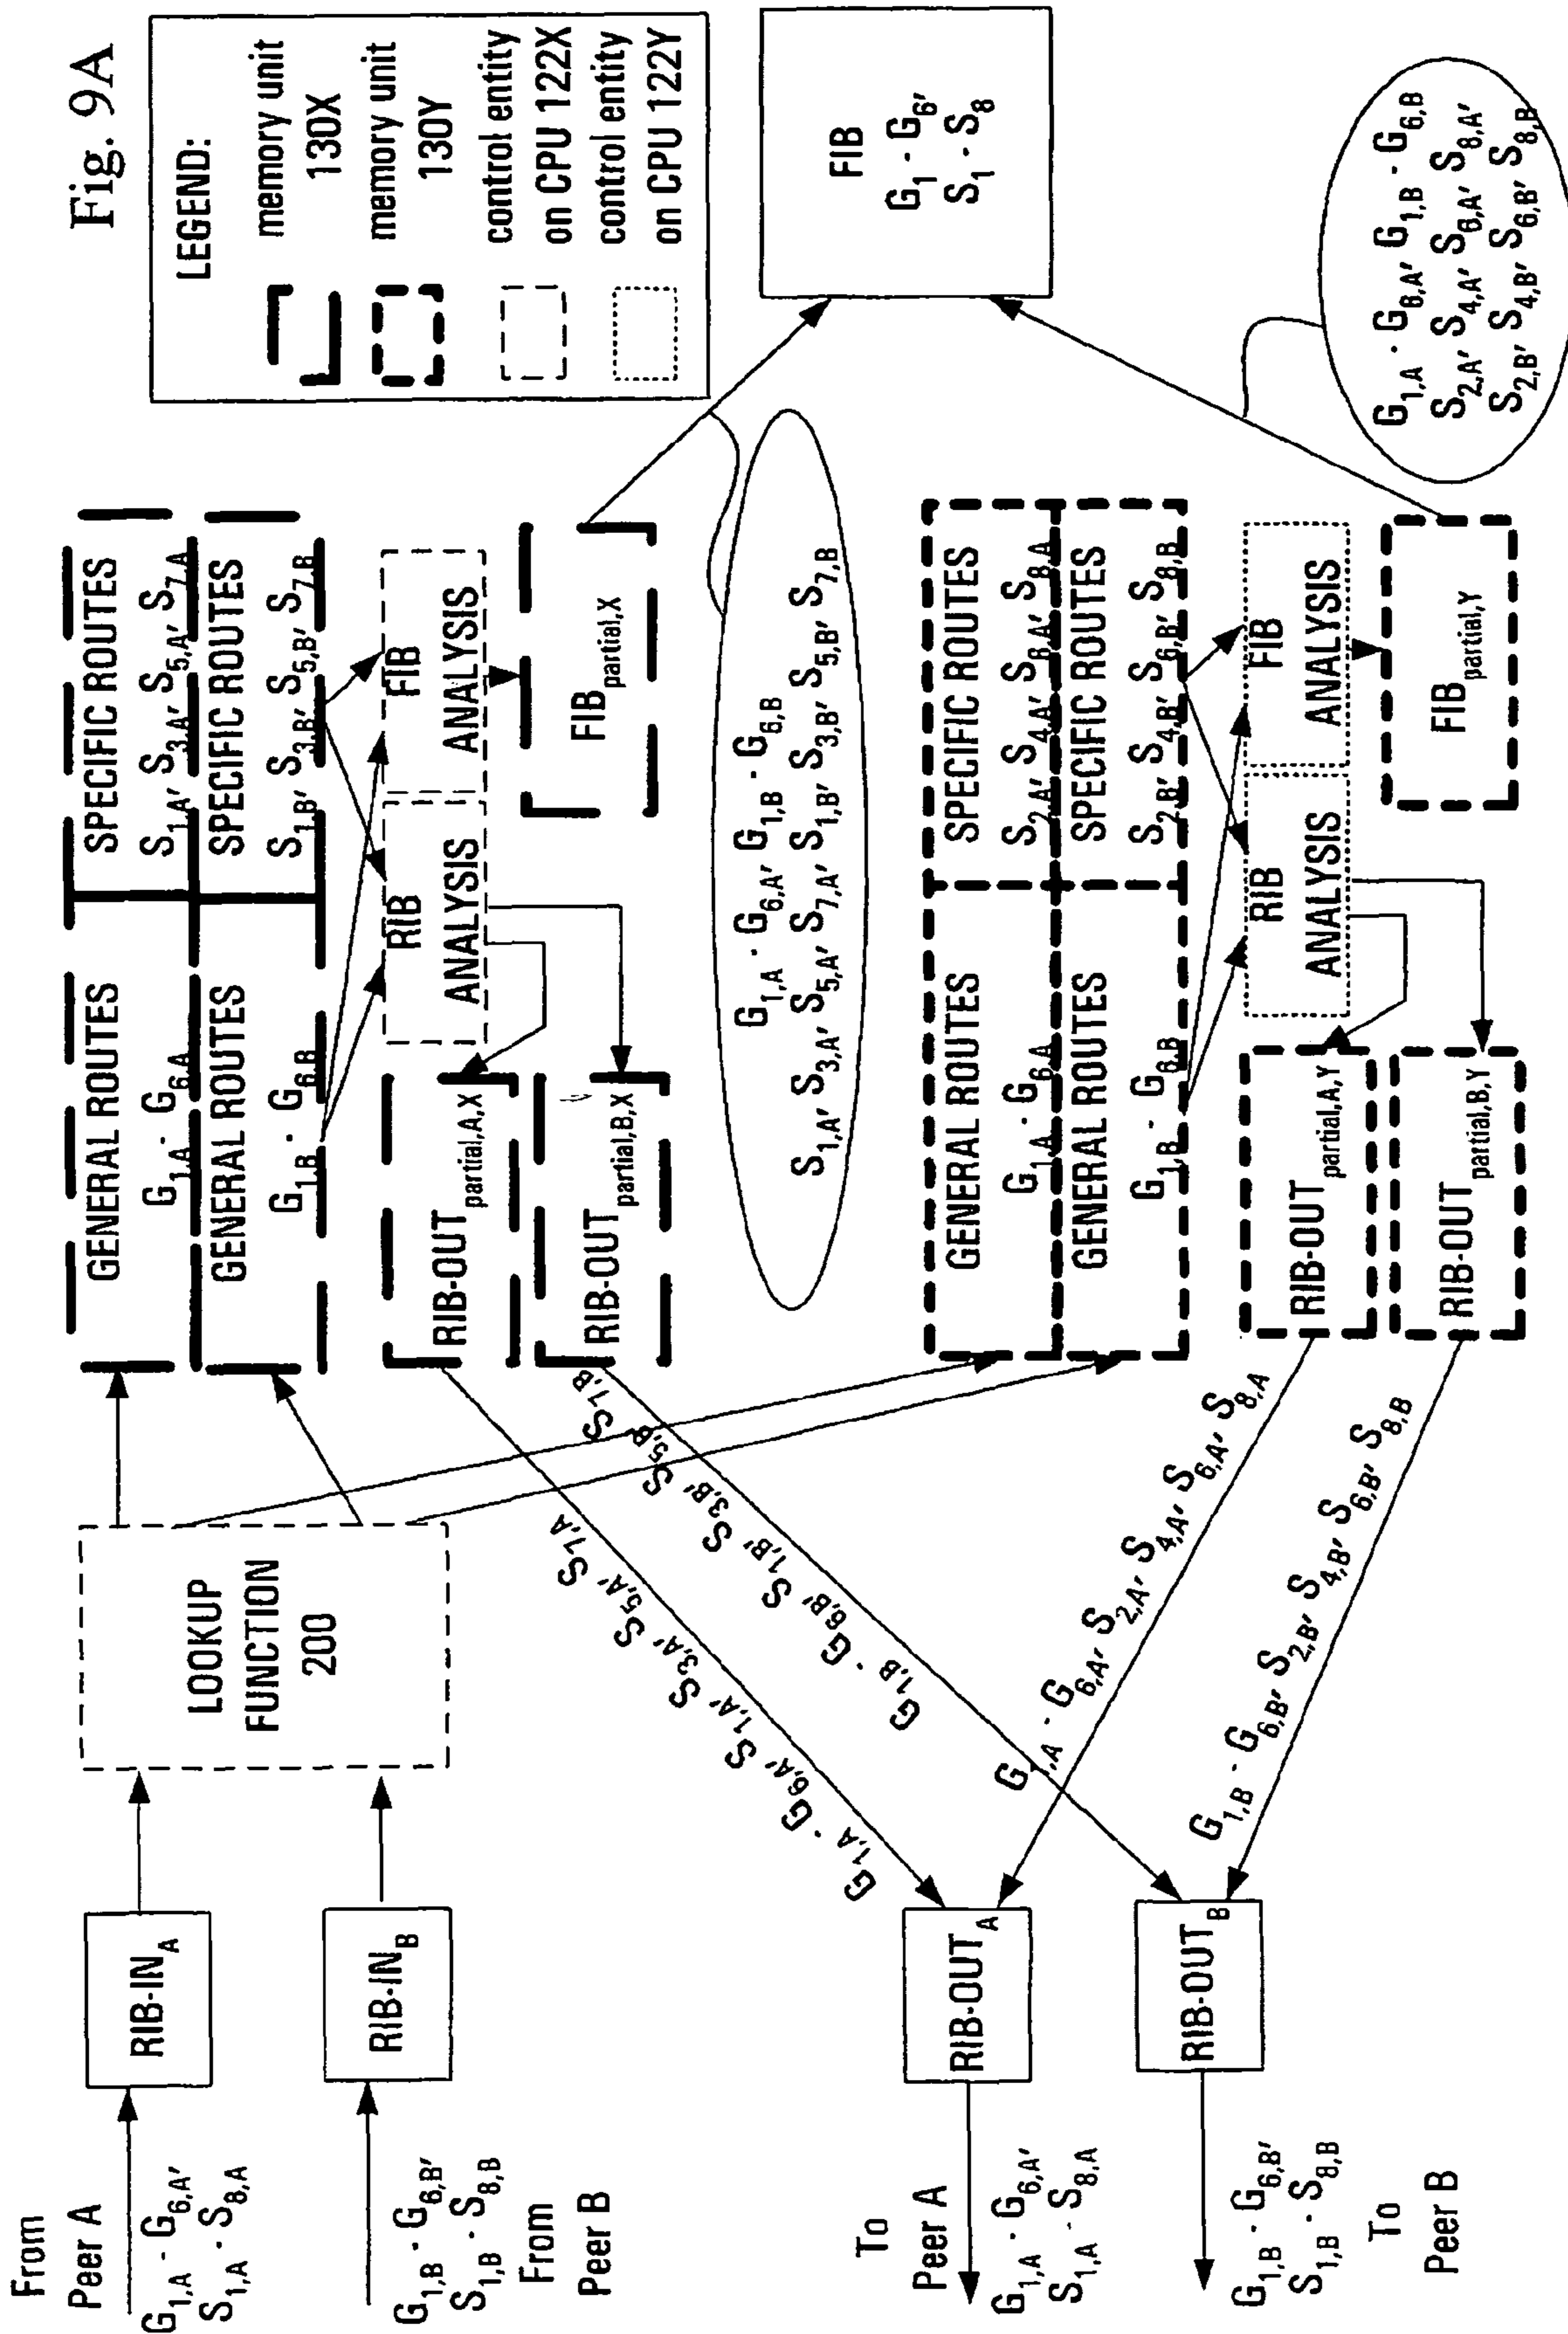 Fig. 9A
LEGEND:
memory unit
130X
memory unit
130Y
control entity
on CPU 122X
control entity
on CPU 122Y
From
Peer A
G1,A - G6,A,
S1,A - S8,A
RIB-INA
G1,B - G6,B,
S1,B - S8,B
From
Peer B
RIB-INB
LOOKUP
FUNCTION
200
GENERAL ROUTES
G1,A - G6,A
SPECIFIC ROUTES
S1,A, S3,A, S5,A, S7,A
GENERAL ROUTES
G1,B - G6,B
SPECIFIC ROUTES
S1,B, S3,B, S5,B, S7,B
RIB
ANALYSIS
FIB
ANALYSIS
RIB-OUTpartial,A,X
RIB-OUTpartial,B,X
FIBpartial,X
G1,A - G6,A, G1,B - G6,B
S1,A, S3,A, S5,A, S7,A, S1,B, S3,B, S5,B, S7,B
FIB
G1 - G6,
S1 - S8
G1,A - G6,A, S1,A, S3,A, S5,A, S7,A
G1,B - G6,B, S1,B, S3,B, S5,B, S7,B
GENERAL ROUTES
G1,A - G6,A
SPECIFIC ROUTES
S2,A, S4,A, S6,A, S8,A
GENERAL ROUTES
G1,B - G6,B
SPECIFIC ROUTES
S2,B, S4,B, S6,B, S8,B
RIB
ANALYSIS
FIB
ANALYSIS
RIB-OUTpartial,A,Y
RIB-OUTpartial,B,Y
FIBpartial,Y
G1,A - G6,A, G1,B - G6,B
S2,A, S4,A, S6,A, S8,A,
S2,B, S4,B, S6,B, S8,B
G1,A - G6,A, S2,A, S4,A, S6,A, S8,A
G1,B - G6,B, S2,B, S4,B, S6,B, S8,B
To
Peer A
G1,A - G6,A,
S1,A - S8,A
RIB-OUTA
G1,B - G6,B,
S1,B - S8,B
To
Peer B
RIB-OUTB